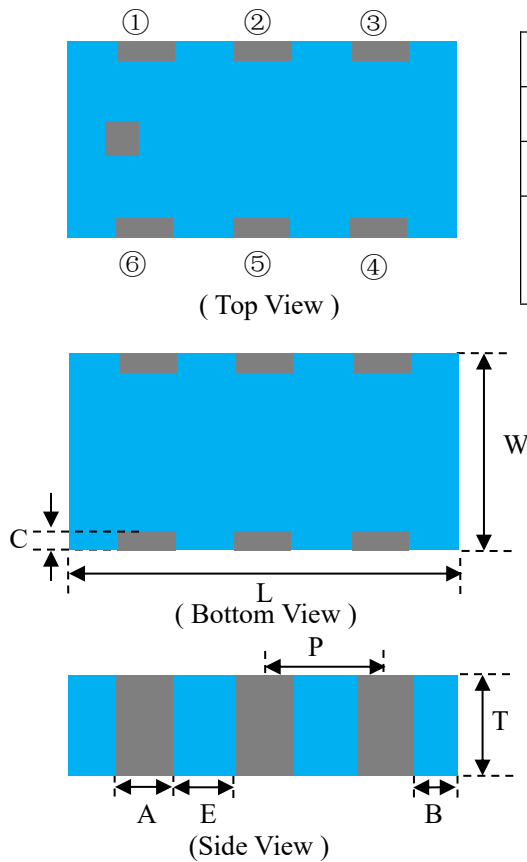 ① ② ③
⑥ ⑤ ④
( Top View )
W
C
L
( Bottom View )
P
T
A E B
(Side View )